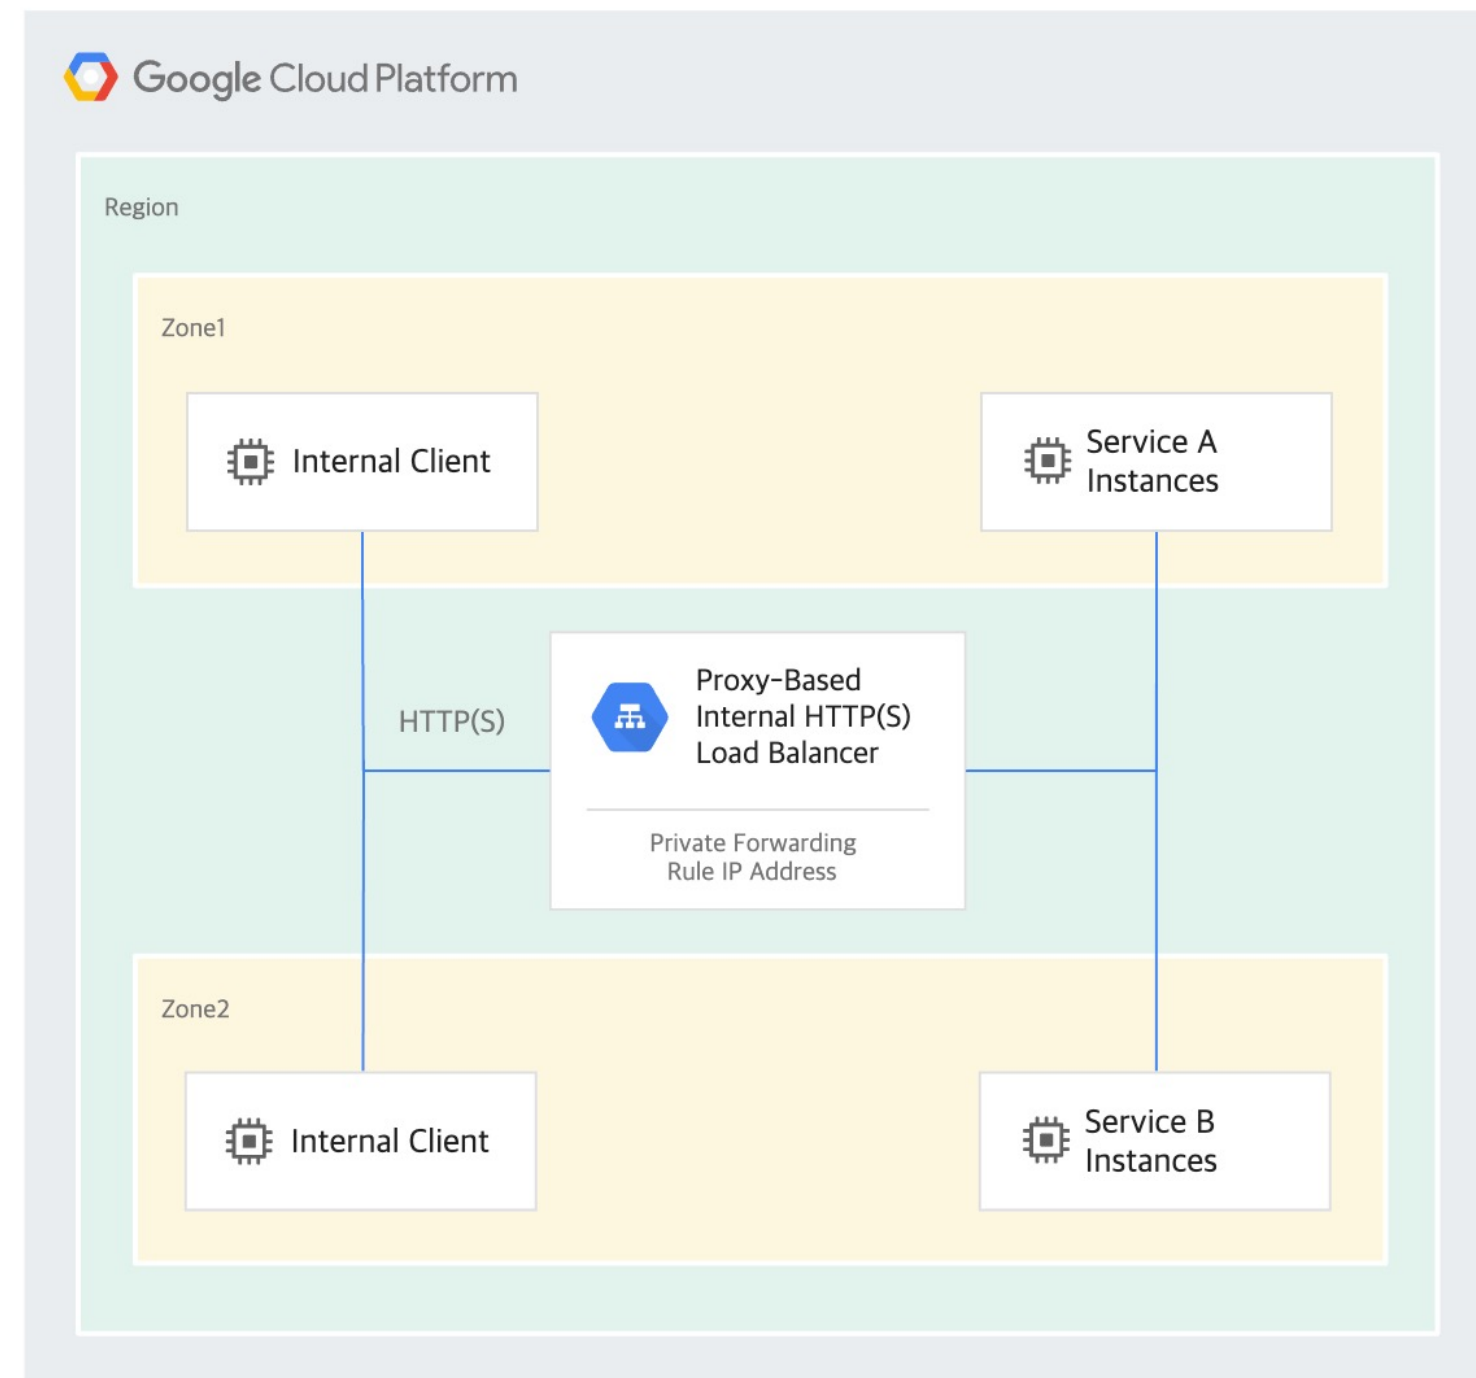 Google Cloud Platform
Region
Zone1
Internal Client
Service A
Instances
HTTP(S)
Proxy-Based
Internal HTTP(S)
Load Balancer
Private Forwarding
Rule IP Address
Zone2
Internal Client
Service B
Instances